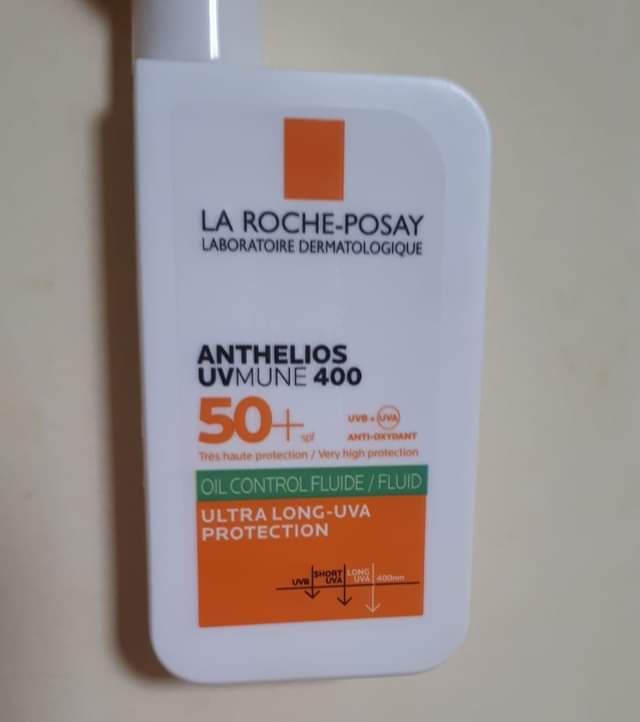 LA ROCHE-POSAY
LABORATOIRE DERMATOLOGIQUE
ANTHELIOS
UVMUNE 400
50+ spf
UVB + UVA
ANTI-OXYDANT
Très haute protection / Very high protection
OIL CONTROL FLUIDE / FLUID
ULTRA LONG-UVA
PROTECTION
UVB
SHORT UVA
LONG UVA
400nm